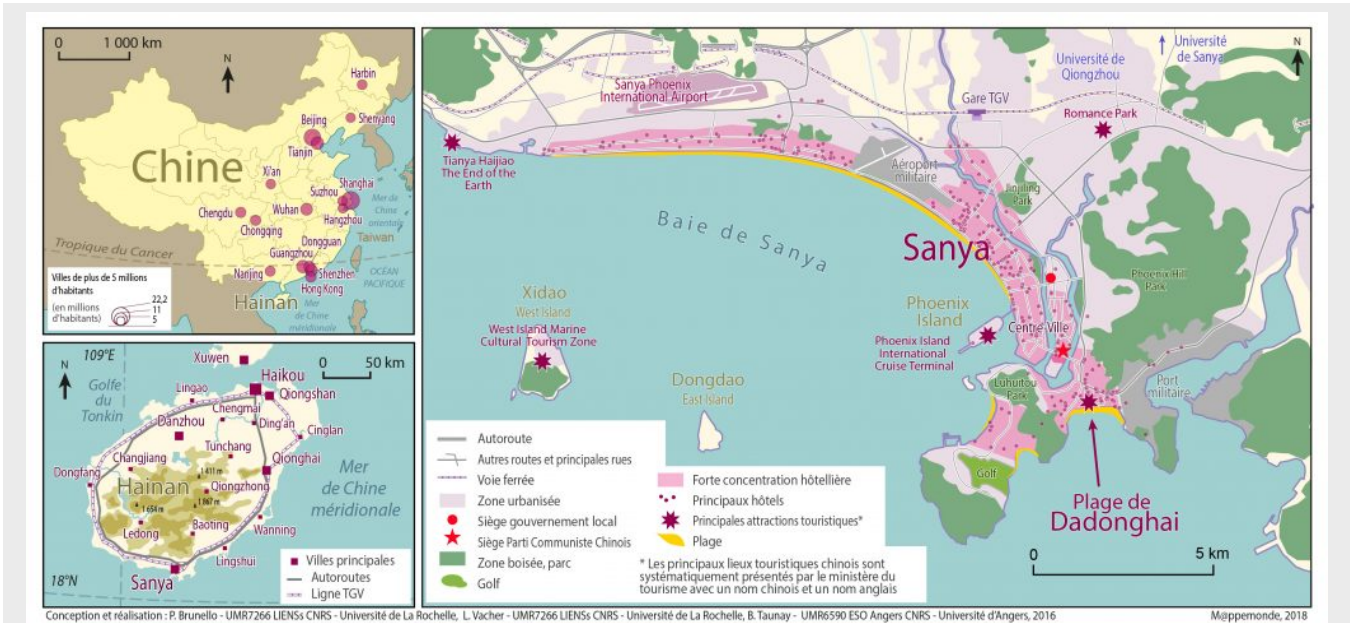 0 1 000 km
N
Harbin
Shenyang
Beijing
Tianjin
Chine
Xi'an
Suzhou
Shanghai
Chengdu
Wuhan
Hangzhou
Chongqing
Mer
de Chine
orientale
Dongguan
Taiwan
Tropique du Cancer
Guangzhou
Nanjing
Shenzhen
Hong Kong
OCÉAN
PACIFIQUE
Hainan
Mer
de Chine
méridionale
Villes de plus de 5 millions
d'habitants
(en millions
d'habitants)
22,2
11
5
109°E
Xuwen
0 50 km
N
Golfe
du
Tonkin
Haikou
Lingao
Qiongshan
Chengmai
Ding'an
Danzhou
Cinglan
Tunchang
Changjiang
Qionghai
Dongfang
1 411 m
Hainan
Qiongzhong
1 867 m
1 654 m
Mer
de Chine
méridionale
Ledong
Baoting
Wanning
Lingshui
18°N
Sanya
Villes principales
Autoroutes
Ligne TGV
Université
de Sanya
N
Université de
Qiongzhou
Sanya Phoenix
International Airport
Gare TGV
Romance Park
Tianya Haijiao
The End of the
Earth
Aéroport
militaire
Jinjiling
Park
Baie de Sanya
Sanya
Phoenix Hill
Park
Xidao
West Island
West Island Marine
Cultural Tourism Zone
Phoenix
Island
Centre-Ville
Phoenix Island
International
Cruise Terminal
Dongdao
East Island
Luhuitou
Park
Port
militaire
Golf
Plage de
Dadonghai
0 5 km
Autoroute
Autres routes et principales rues
Voie ferrée
Zone urbanisée
Siège gouvernement local
Siège Parti Communiste Chinois
Zone boisée, parc
Golf
Forte concentration hôtellière
Principaux hôtels
Principales attractions touristiques*
Plage
* Les principaux lieux touristiques chinois sont
systématiquement présentés par le ministère du
tourisme avec un nom chinois et un nom anglais
Conception et réalisation : P. Brunello - UMR7266 LIENSs CNRS - Université de La Rochelle, L. Vacher - UMR7266 LIENSs CNRS - Université de La Rochelle, B. Taunay - UMR6590 ESO Angers CNRS - Université d'Angers, 2016
M@ppemonde, 2018